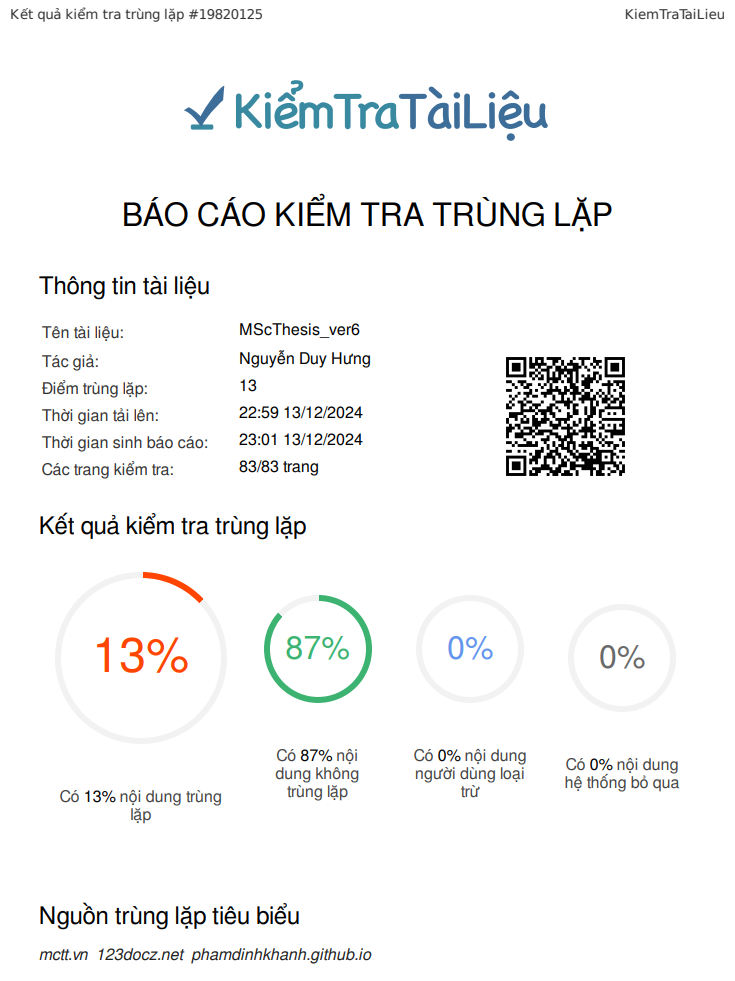 Kết quả kiểm tra trùng lặp #19820125 KiemTraTaiLieu
KiểmTraTàiLiệu
BÁO CÁO KIỂM TRA TRÙNG LẶP
Thông tin tài liệu
Tên tài liệu: MScThesis_ver6
Tác giả: Nguyễn Duy Hưng
Điểm trùng lặp: 13
Thời gian tải lên: 22:59 13/12/2024
Thời gian sinh báo cáo: 23:01 13/12/2024
Các trang kiểm tra: 83/83 trang
Kết quả kiểm tra trùng lặp
13%
Có 13% nội dung trùng
lặp
87%
Có 87% nội
dung không
trùng lặp
0%
Có 0% nội dung
người dùng loại
trừ
0%
Có 0% nội dung
hệ thống bỏ qua
Nguồn trùng lặp tiêu biểu
mctt.vn 123docz.net phamdinhkhanh.github.io